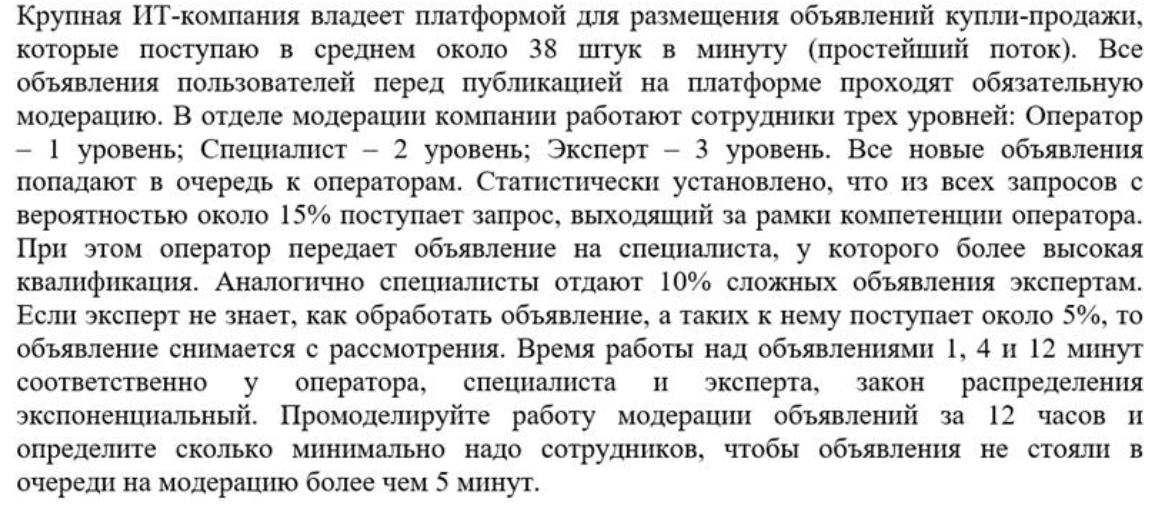 Крупная ИТ-компания владеет платформой для размещения объявлений купли-продажи,
которые поступаю в среднем около 38 штук в минуту (простейший поток). Все
объявления пользователей перед публикацией на платформе проходят обязательную
модерацию. В отделе модерации компании работают сотрудники трех уровней: Оператор
– 1 уровень; Специалист – 2 уровень; Эксперт – 3 уровень. Все новые объявления
попадают в очередь к операторам. Статистически установлено, что из всех запросов с
вероятностью около 15% поступает запрос, выходящий за рамки компетенции оператора.
При этом оператор передает объявление на специалиста, у которого более высокая
квалификация. Аналогично специалисты отдают 10% сложных объявления экспертам.
Если эксперт не знает, как обработать объявление, а таких к нему поступает около 5%, то
объявление снимается с рассмотрения. Время работы над объявлениями 1, 4 и 12 минут
соответственно у оператора, специалиста и эксперта, закон распределения
экспоненциальный. Промоделируйте работу модерации объявлений за 12 часов и
определите сколько минимально надо сотрудников, чтобы объявления не стояли в
очереди на модерацию более чем 5 минут.